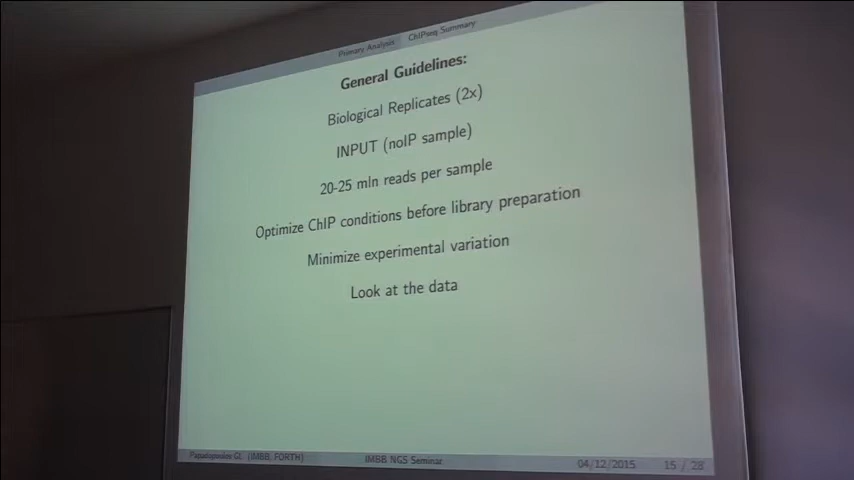 Primary Analysis ChIPseq Summary
General Guidelines:
Biological Replicates (2x)
INPUT (noIP sample)
20-25 mln reads per sample
Optimize ChIP conditions before library preparation
Minimize experimental variation
Look at the data
Papadopoulos GL (IMBB, FORTH) IMBB NGS Seminar 04/12/2015 15 / 28